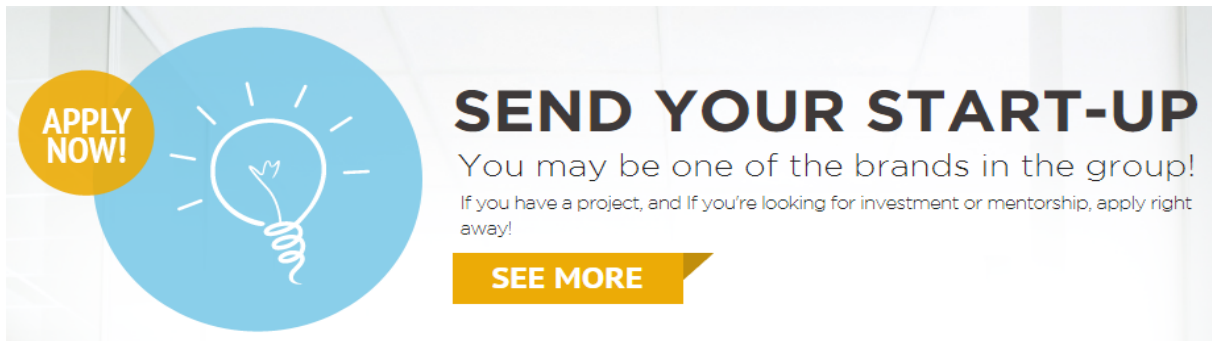 APPLY
NOW!
SEND YOUR START-UP
You may be one of the brands in the group!
If you have a project, and If you're looking for investment or mentorship, apply right
away!
SEE MORE